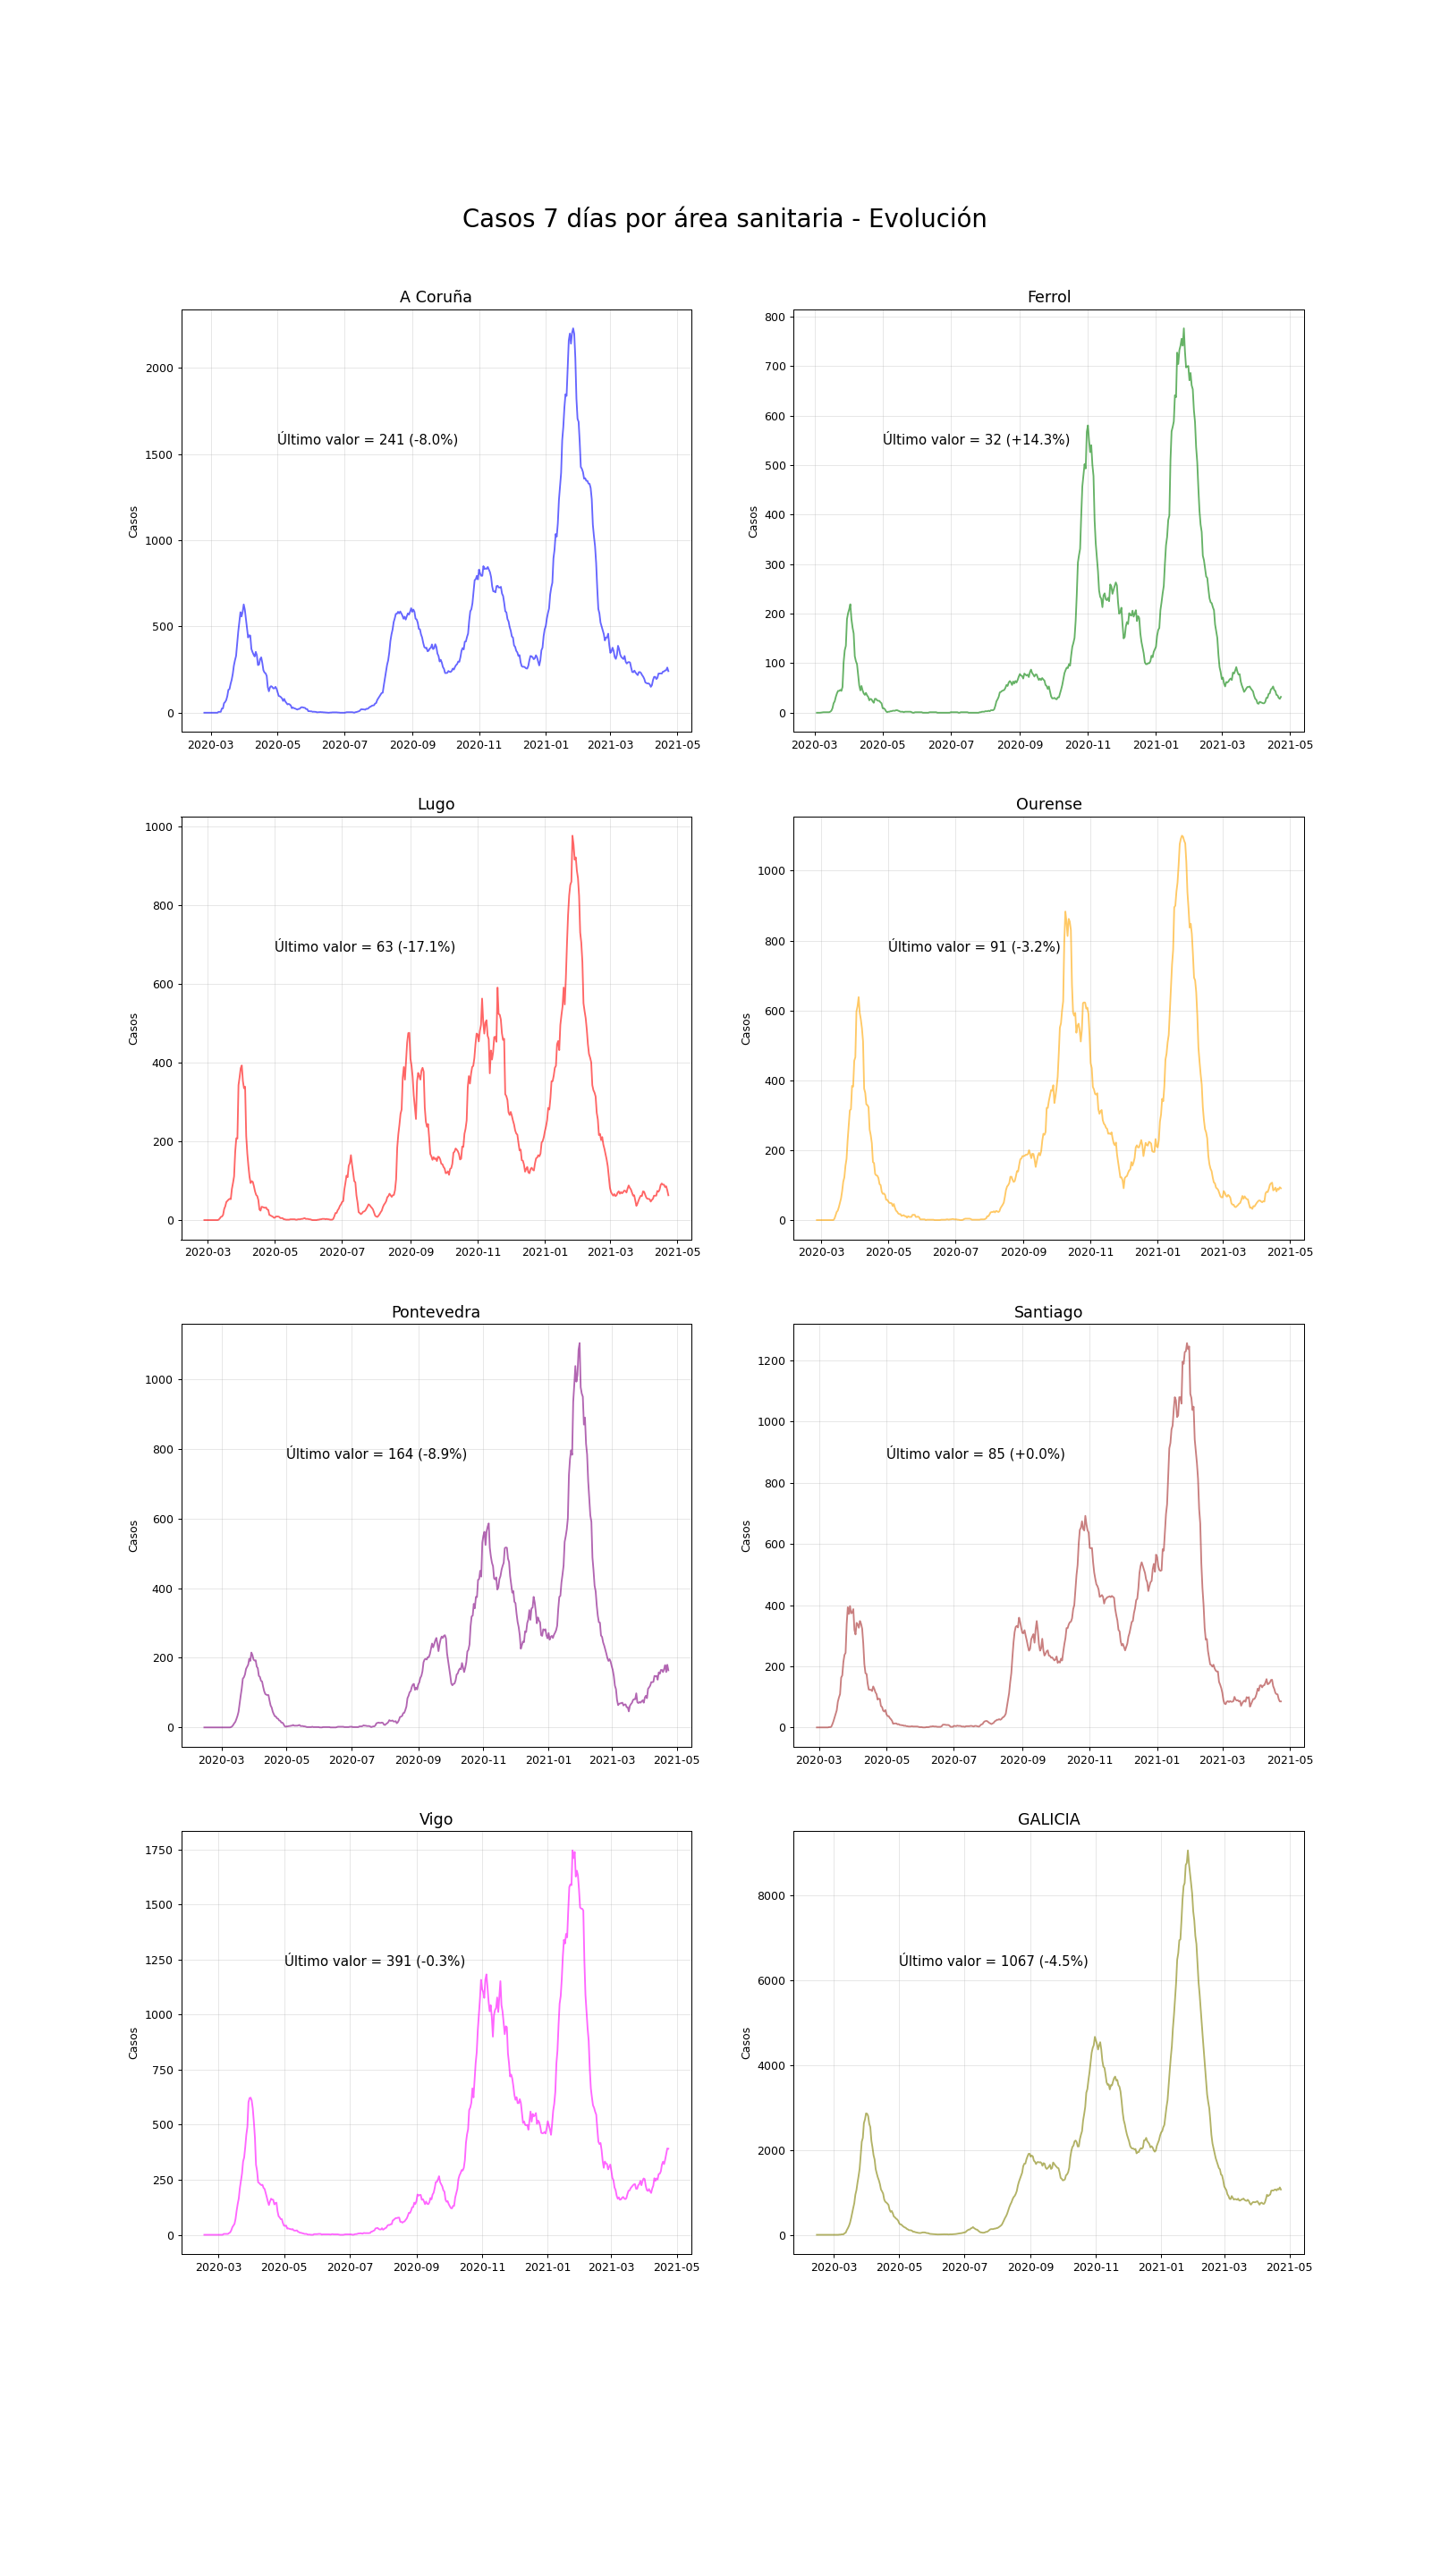 Casos 7 días por área sanitaria - Evolución
A Coruña
Casos
2000
1500
1000
500
0
Último valor = 241 (-8.0%)
2020-03 2020-05 2020-07 2020-09 2020-11 2021-01 2021-03 2021-05
Ferrol
Casos
800
700
600
500
400
300
200
100
0
Último valor = 32 (+14.3%)
2020-03 2020-05 2020-07 2020-09 2020-11 2021-01 2021-03 2021-05
Lugo
Casos
1000
800
600
400
200
0
Último valor = 63 (-17.1%)
2020-03 2020-05 2020-07 2020-09 2020-11 2021-01 2021-03 2021-05
Ourense
Casos
1000
800
600
400
200
0
Último valor = 91 (-3.2%)
2020-03 2020-05 2020-07 2020-09 2020-11 2021-01 2021-03 2021-05
Pontevedra
Casos
1000
800
600
400
200
0
Último valor = 164 (-8.9%)
2020-03 2020-05 2020-07 2020-09 2020-11 2021-01 2021-03 2021-05
Santiago
Casos
1200
1000
800
600
400
200
0
Último valor = 85 (+0.0%)
2020-03 2020-05 2020-07 2020-09 2020-11 2021-01 2021-03 2021-05
Vigo
Casos
1750
1500
1250
1000
750
500
250
0
Último valor = 391 (-0.3%)
2020-03 2020-05 2020-07 2020-09 2020-11 2021-01 2021-03 2021-05
GALICIA
Casos
8000
6000
4000
2000
0
Último valor = 1067 (-4.5%)
2020-03 2020-05 2020-07 2020-09 2020-11 2021-01 2021-03 2021-05